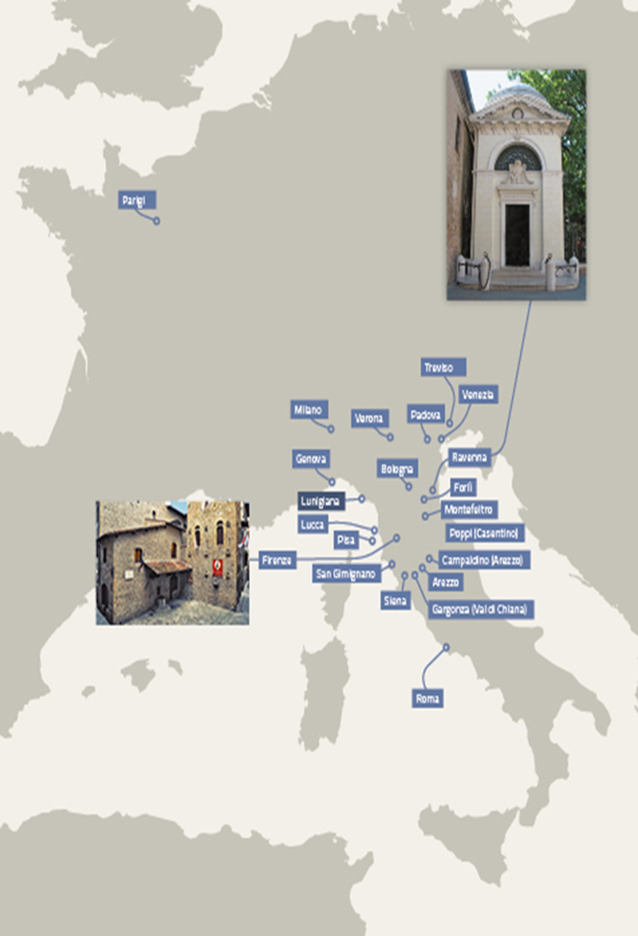 Parigi
Treviso
Venezia
Milano
Verona
Padova
Genova
Bologna
Ravenna
Lunigiana
Forlì
Lucca
Montefeltro
Pisa
Poppi (Casentino)
Firenze
Campaldino (Arezzo)
San Gimignano
Arezzo
Siena
Gargonza (Val di Chiana)
Roma